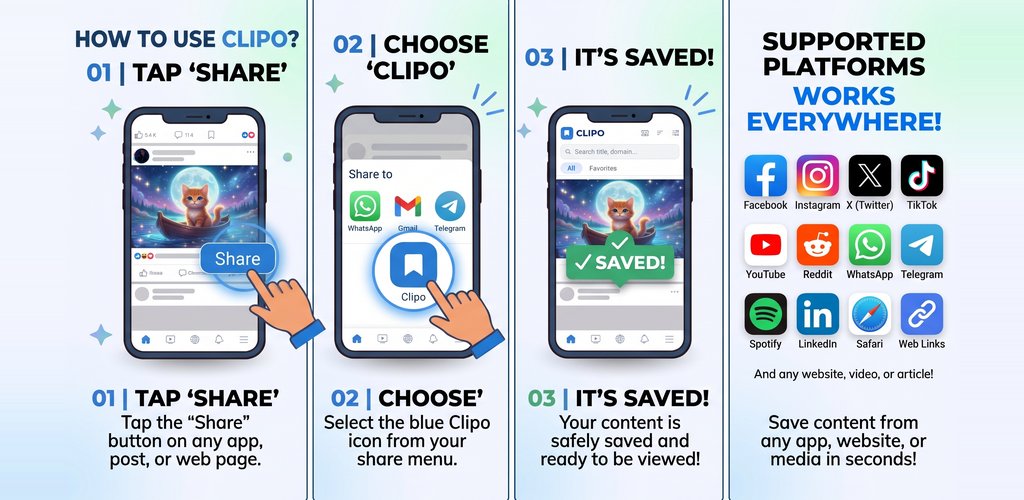 HOW TO USE CLIPO?
01 | TAP ‘SHARE’
5.4K
114
Share
01 | TAP ‘SHARE’
Tap the “Share”
button on any app,
post, or web page.
02 | CHOOSE
‘CLIPO’
Share to
WhatsApp
Gmail
Telegram
Clipo
02 | CHOOSE’
Select the blue Clipo
icon from your
share menu.
03 | IT’S SAVED!
CLIPO
Search title, domain...
All
Favorites
✓ SAVED!
03 | IT’S SAVED!
Your content is
safely saved and
ready to be viewed!
SUPPORTED
PLATFORMS
WORKS
EVERYWHERE!
Facebook
Instagram
X (Twitter)
TikTok
YouTube
Reddit
WhatsApp
Telegram
Spotify
LinkedIn
Safari
Web Links
And any website, video, or article!
Save content from
any app, website, or
media in seconds!